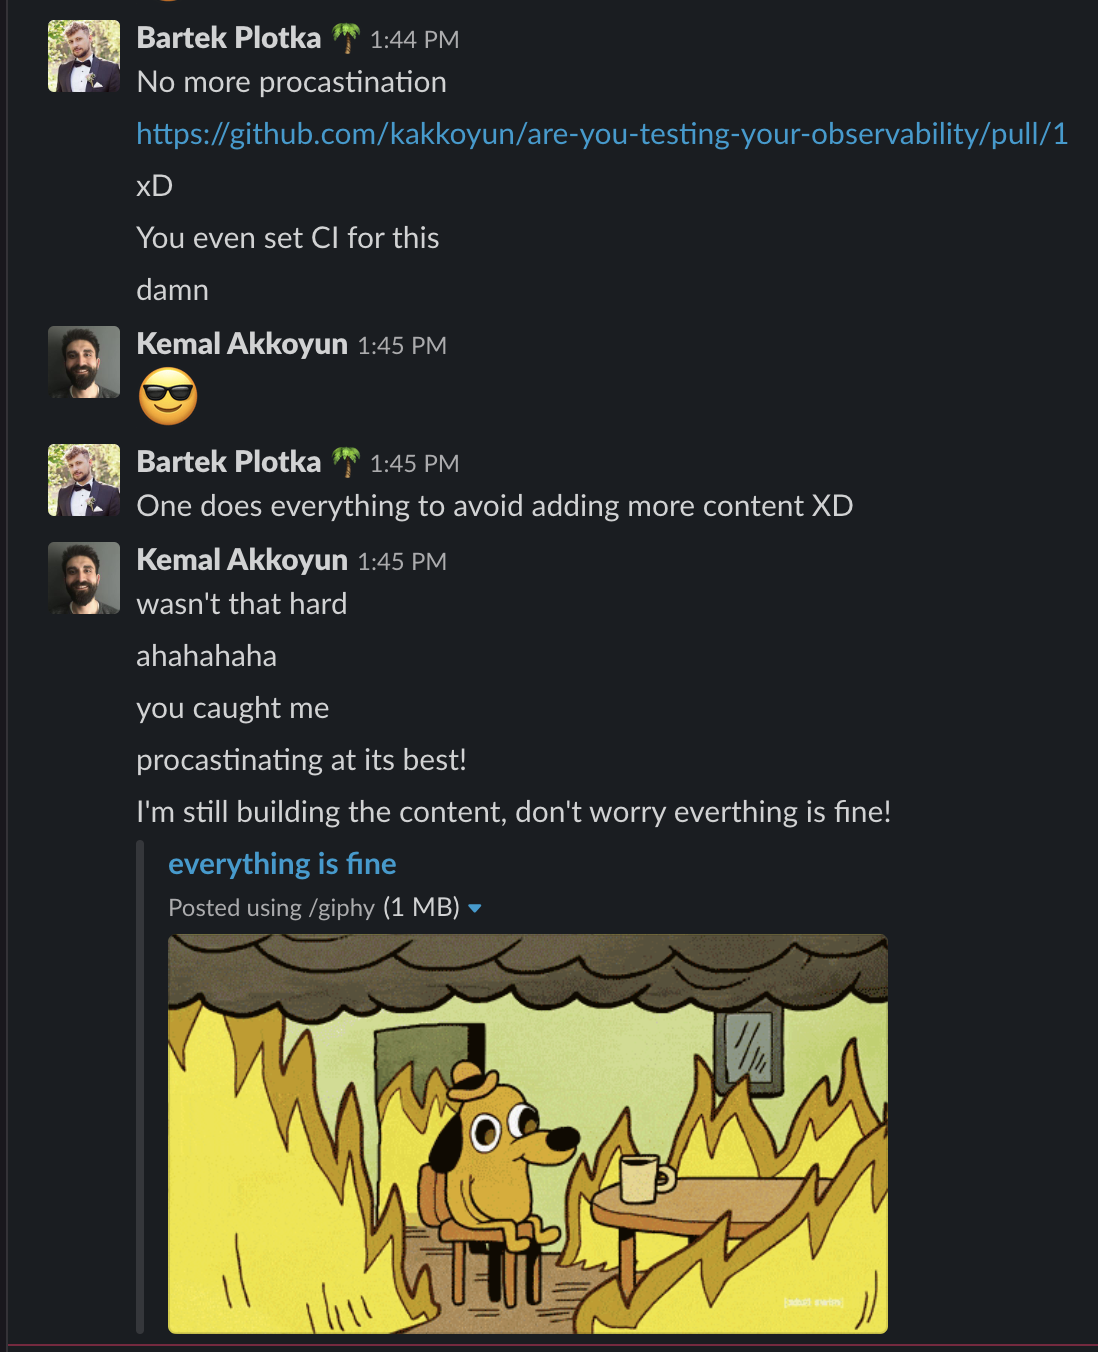 Bartek Plotka 🌴 1:44 PM
No more procastination
https://github.com/kakkoyun/are-you-testing-your-observability/pull/1
xD
You even set CI for this
damn
Kemal Akkoyun 1:45 PM
😎
Bartek Plotka 🌴 1:45 PM
One does everything to avoid adding more content XD
Kemal Akkoyun 1:45 PM
wasn't that hard
ahahahaha
you caught me
procastinating at its best!
I'm still building the content, don't worry everthing is fine!
everything is fine
Posted using /giphy (1 MB)
[adult swim]